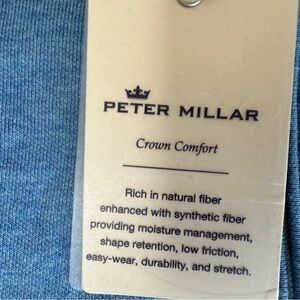 PETER MILLAR
Crown Comfort
Rich in natural fiber
enhanced with synthetic fiber
providing moisture management,
shape retention, low friction,
easy-wear, durability, and stretch.